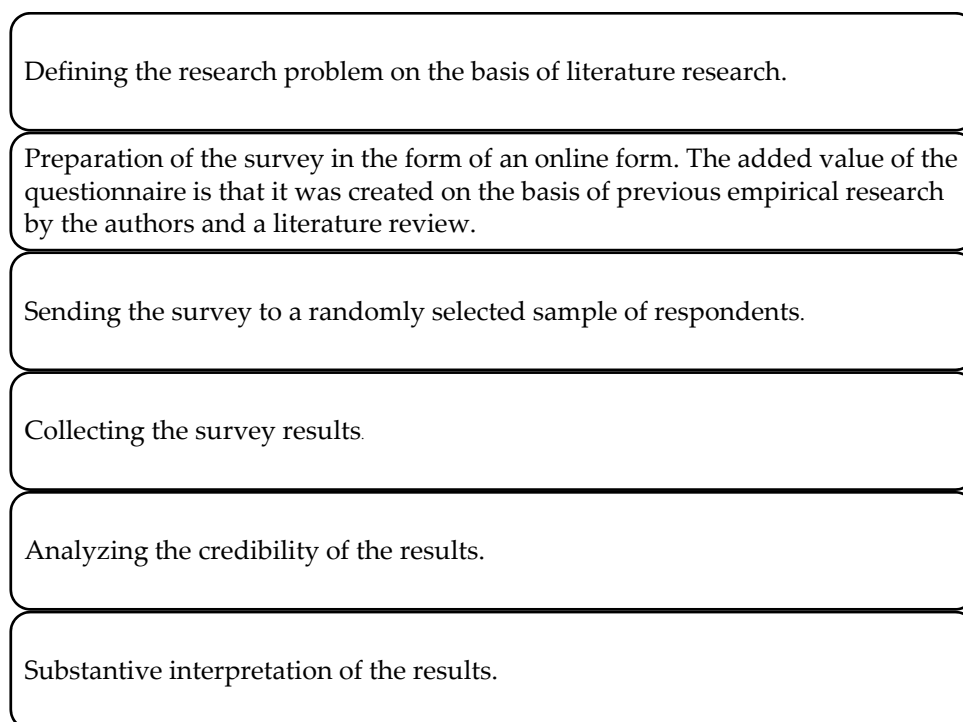 Defining the research problem on the basis of literature research.
Preparation of the survey in the form of an online form. The added value of the
questionnaire is that it was created on the basis of previous empirical research
by the authors and a literature review.
Sending the survey to a randomly selected sample of respondents.
Collecting the survey results.
Analyzing the credibility of the results.
Substantive interpretation of the results.